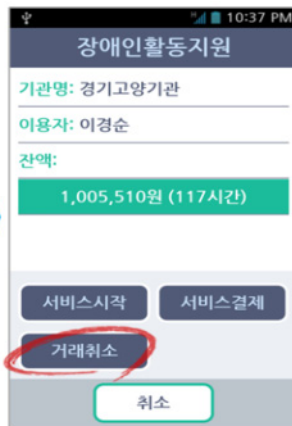 10:37 PM
장애인활동지원
기관명: 경기고양기관
이용자: 이경순
잔액:
1,005,510원 (117시간)
서비스시작 서비스결제
거래취소
취소